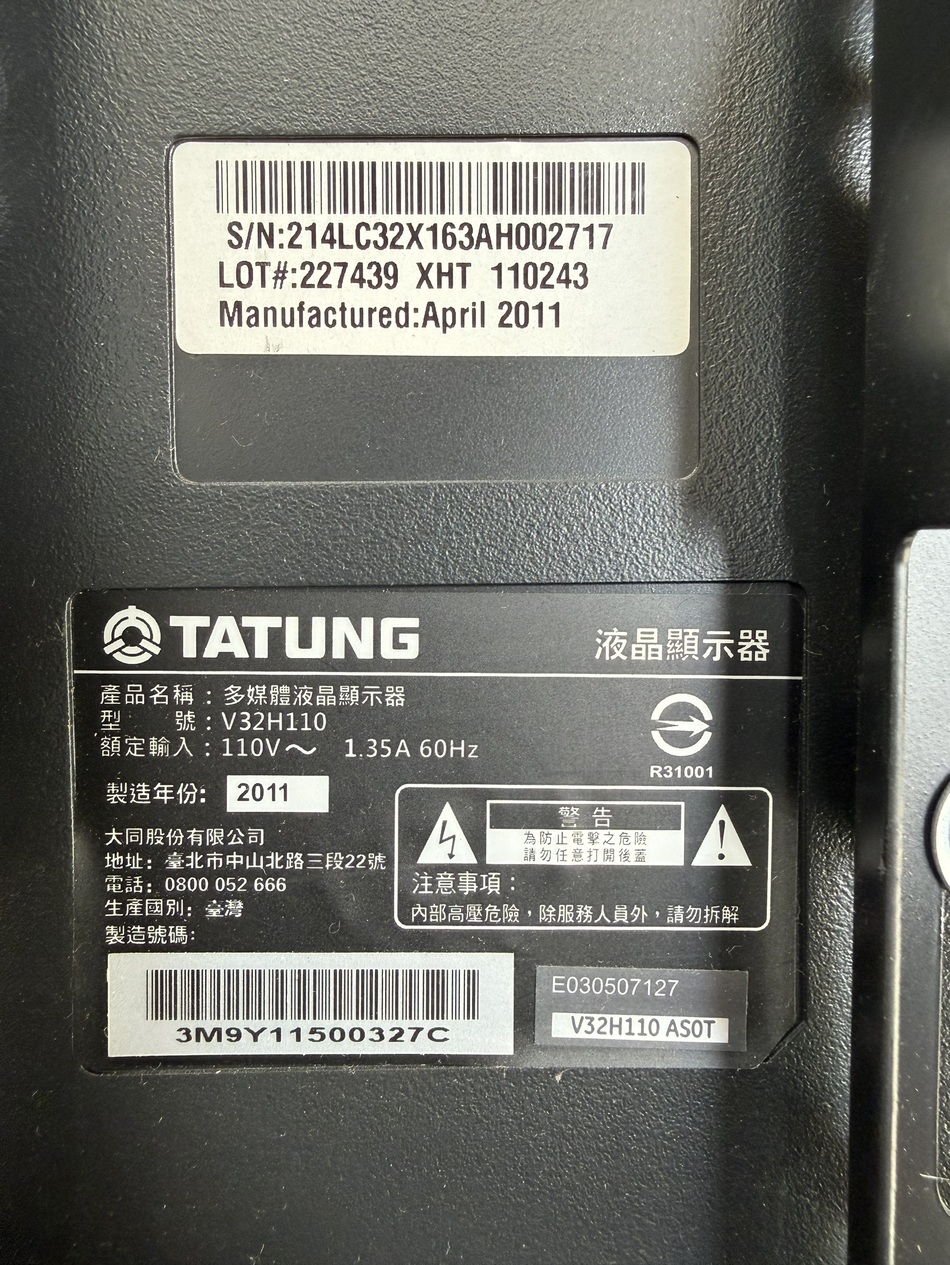 S/N:214LC32X163AH002717
LOT#:227439 XHT 110243
Manufactured:April 2011
TATUNG
液晶顯示器
產品名稱：多媒體液晶顯示器
型　　號：V32H110
額定輸入：110V～ 1.35A 60Hz
R31001
製造年份: 2011
大同股份有限公司
地址：臺北市中山北路三段22號
電話：0800 052 666
生產國別：臺灣
製造號碼:
警告
為防止電擊之危險
請勿任意打開後蓋
注意事項：
內部高壓危險，除服務人員外，請勿拆解
3M9Y11500327C
E030507127
V32H110 AS0T